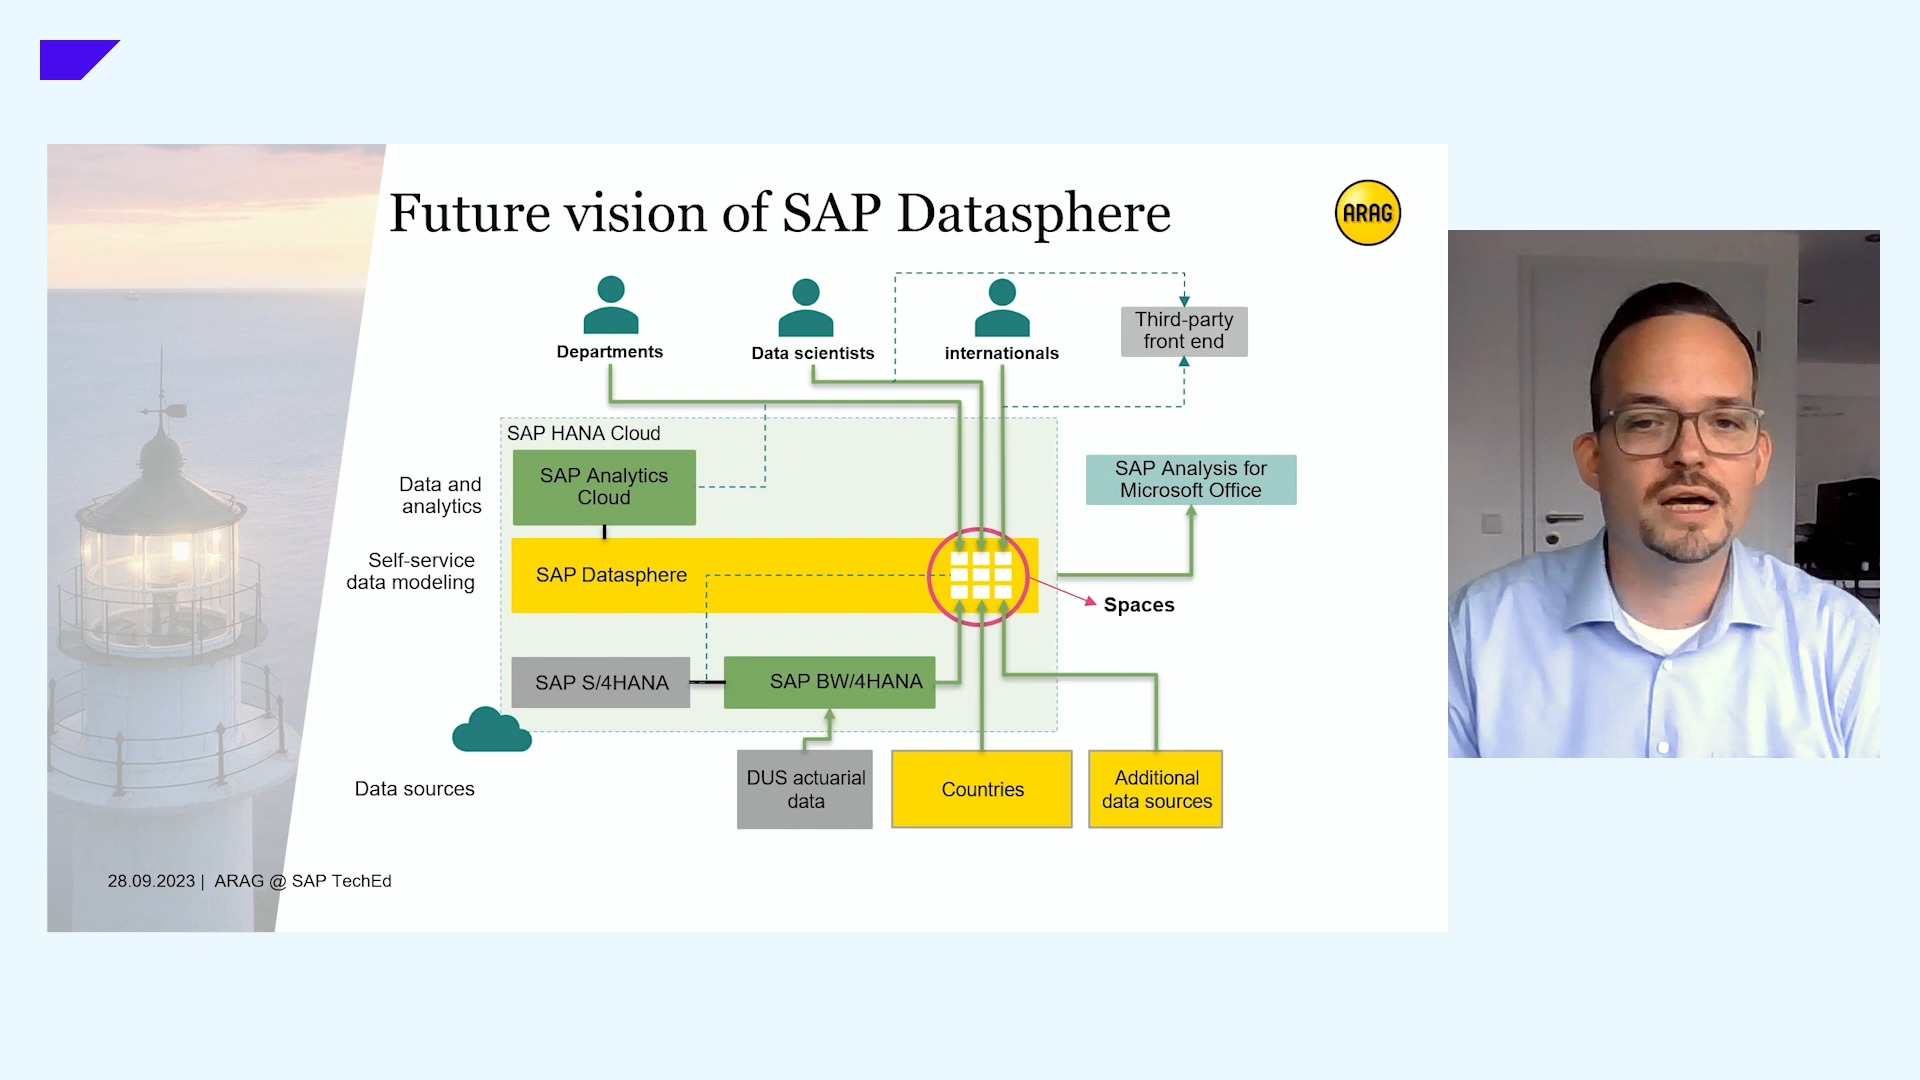 Future vision of SAP Datasphere
ARAG
Departments
Data scientists
internationals
Third-party
front end
SAP HANA Cloud
Data and
analytics
SAP Analytics
Cloud
SAP Analysis for
Microsoft Office
Self-service
data modeling
SAP Datasphere
Spaces
SAP S/4HANA
SAP BW/4HANA
Data sources
DUS actuarial
data
Countries
Additional
data sources
28.09.2023 | ARAG @ SAP TechEd